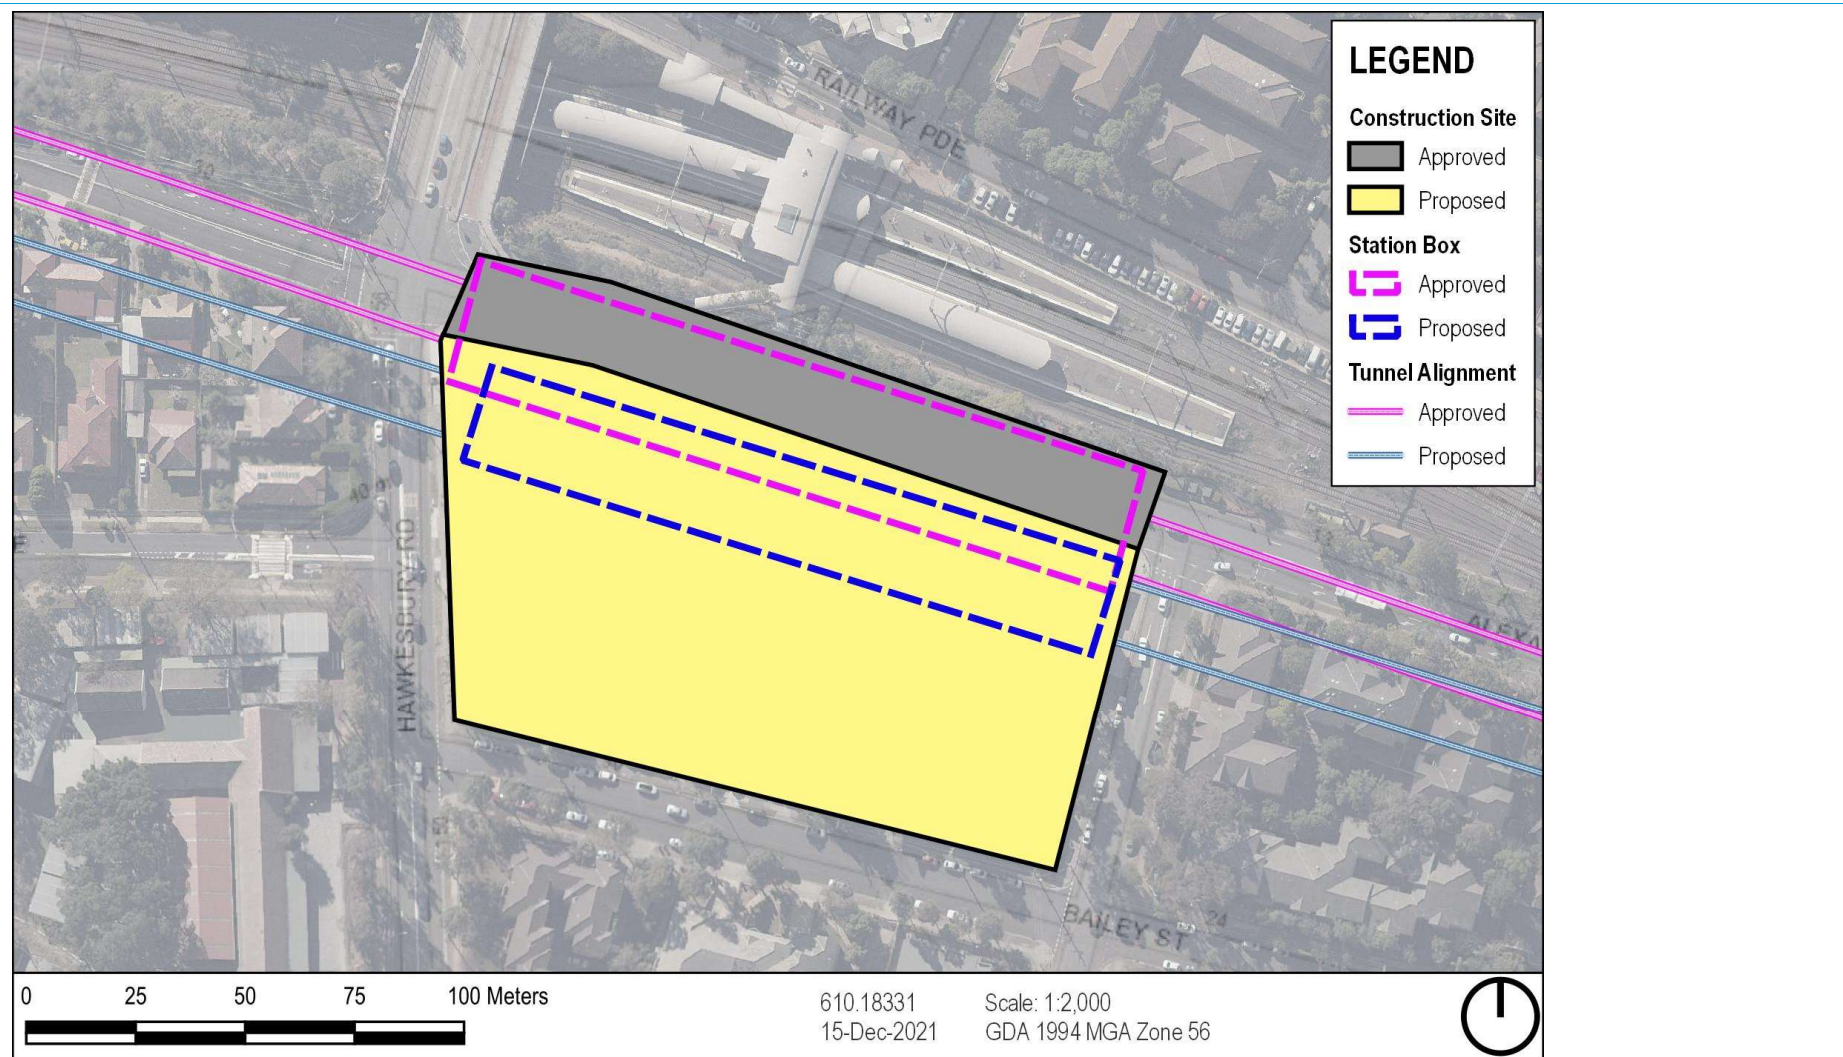 RAILWAY PDE
HAWKESBURY RD
BAILEY ST
24
ALEXA
LEGEND
Construction Site
Approved
Proposed
Station Box
Approved
Proposed
Tunnel Alignment
Approved
Proposed
0 25 50 75 100 Meters
610.18331
15-Dec-2021
Scale: 1:2,000
GDA 1994 MGA Zone 56